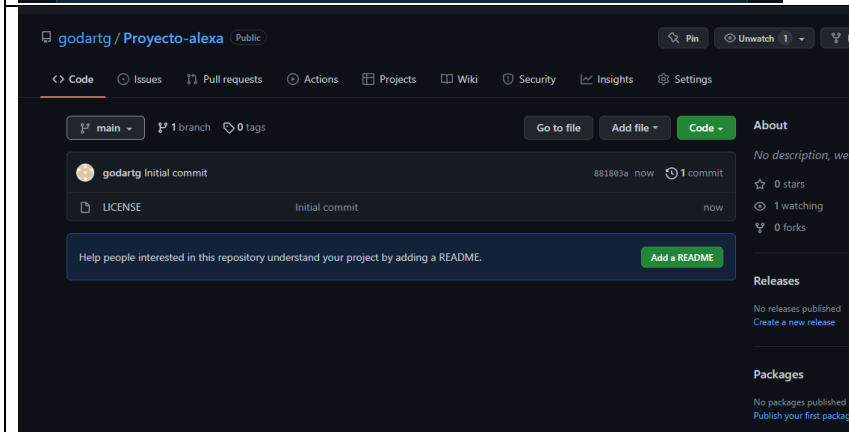 godartg / Proyecto-alexa Public
Pin Unwatch 1
<> Code Issues Pull requests Actions Projects Wiki Security Insights Settings
main 1 branch 0 tags Go to file Add file Code
godartg Initial commit 881803a now 1 commit
LICENSE Initial commit now
Help people interested in this repository understand your project by adding a README. Add a README
About
No description, we
0 stars
1 watching
0 forks
Releases
No releases published
Create a new release
Packages
No packages published
Publish your first packag